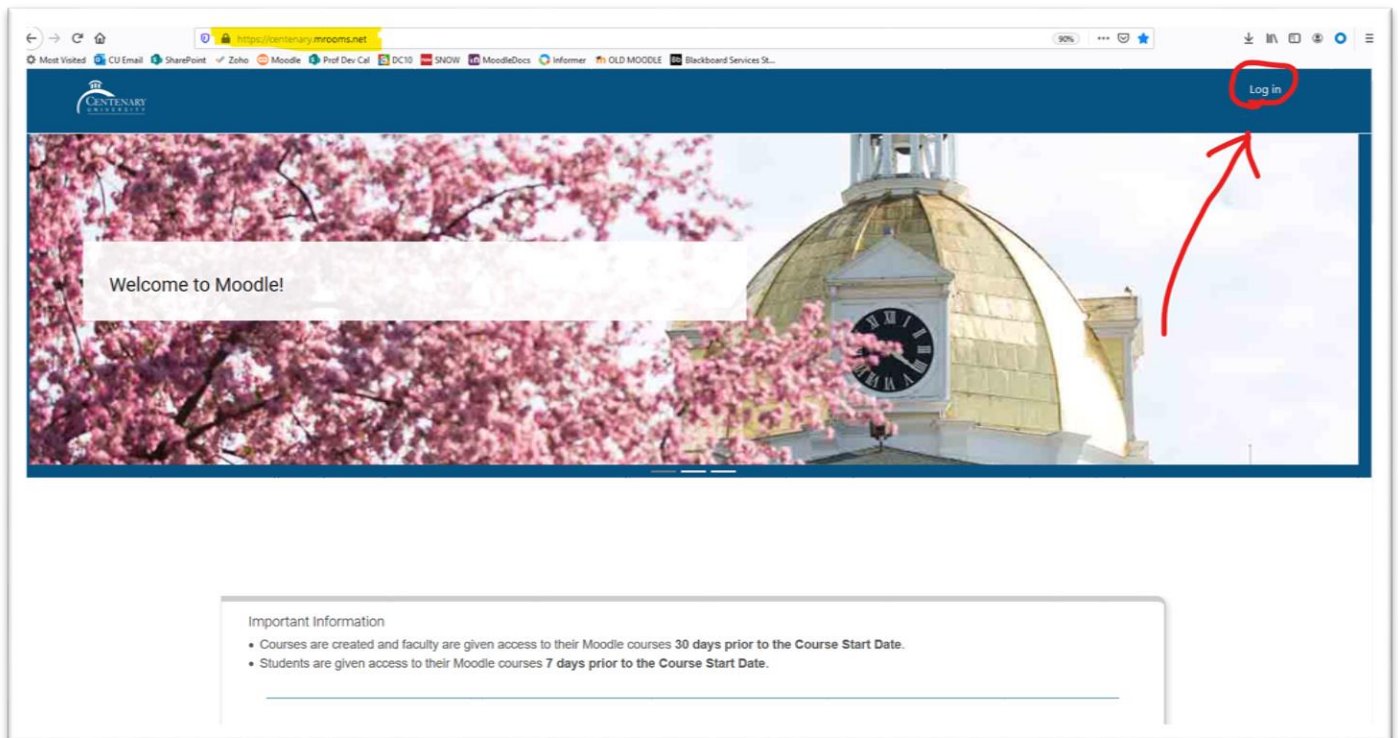 https://centenary.mrooms.net
90%
Most Visited CU Email SharePoint Zoho Moodle Prof Dev Cal DC10 SNOW MoodleDocs Informer OLD MOODLE Blackboard Services St...
CENTENARY
UNIVERSITY
Log in
Welcome to Moodle!
XII I
Important Information
• Courses are created and faculty are given access to their Moodle courses 30 days prior to the Course Start Date.
• Students are given access to their Moodle courses 7 days prior to the Course Start Date.